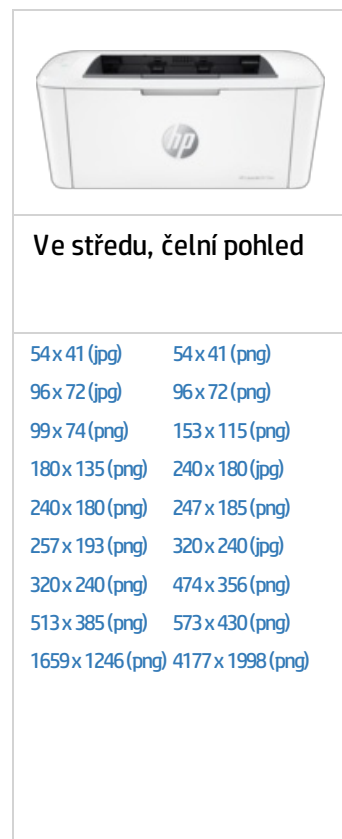 hp
Ve středu, čelní pohled
54 x 41 (jpg) 54 x 41 (png)
96 x 72 (jpg) 96 x 72 (png)
99 x 74 (png) 153 x 115 (png)
180 x 135 (png) 240 x 180 (jpg)
240 x 180 (png) 247 x 185 (png)
257 x 193 (png) 320 x 240 (jpg)
320 x 240 (png) 474 x 356 (png)
513 x 385 (png) 573 x 430 (png)
1659 x 1246 (png) 4177 x 1998 (png)